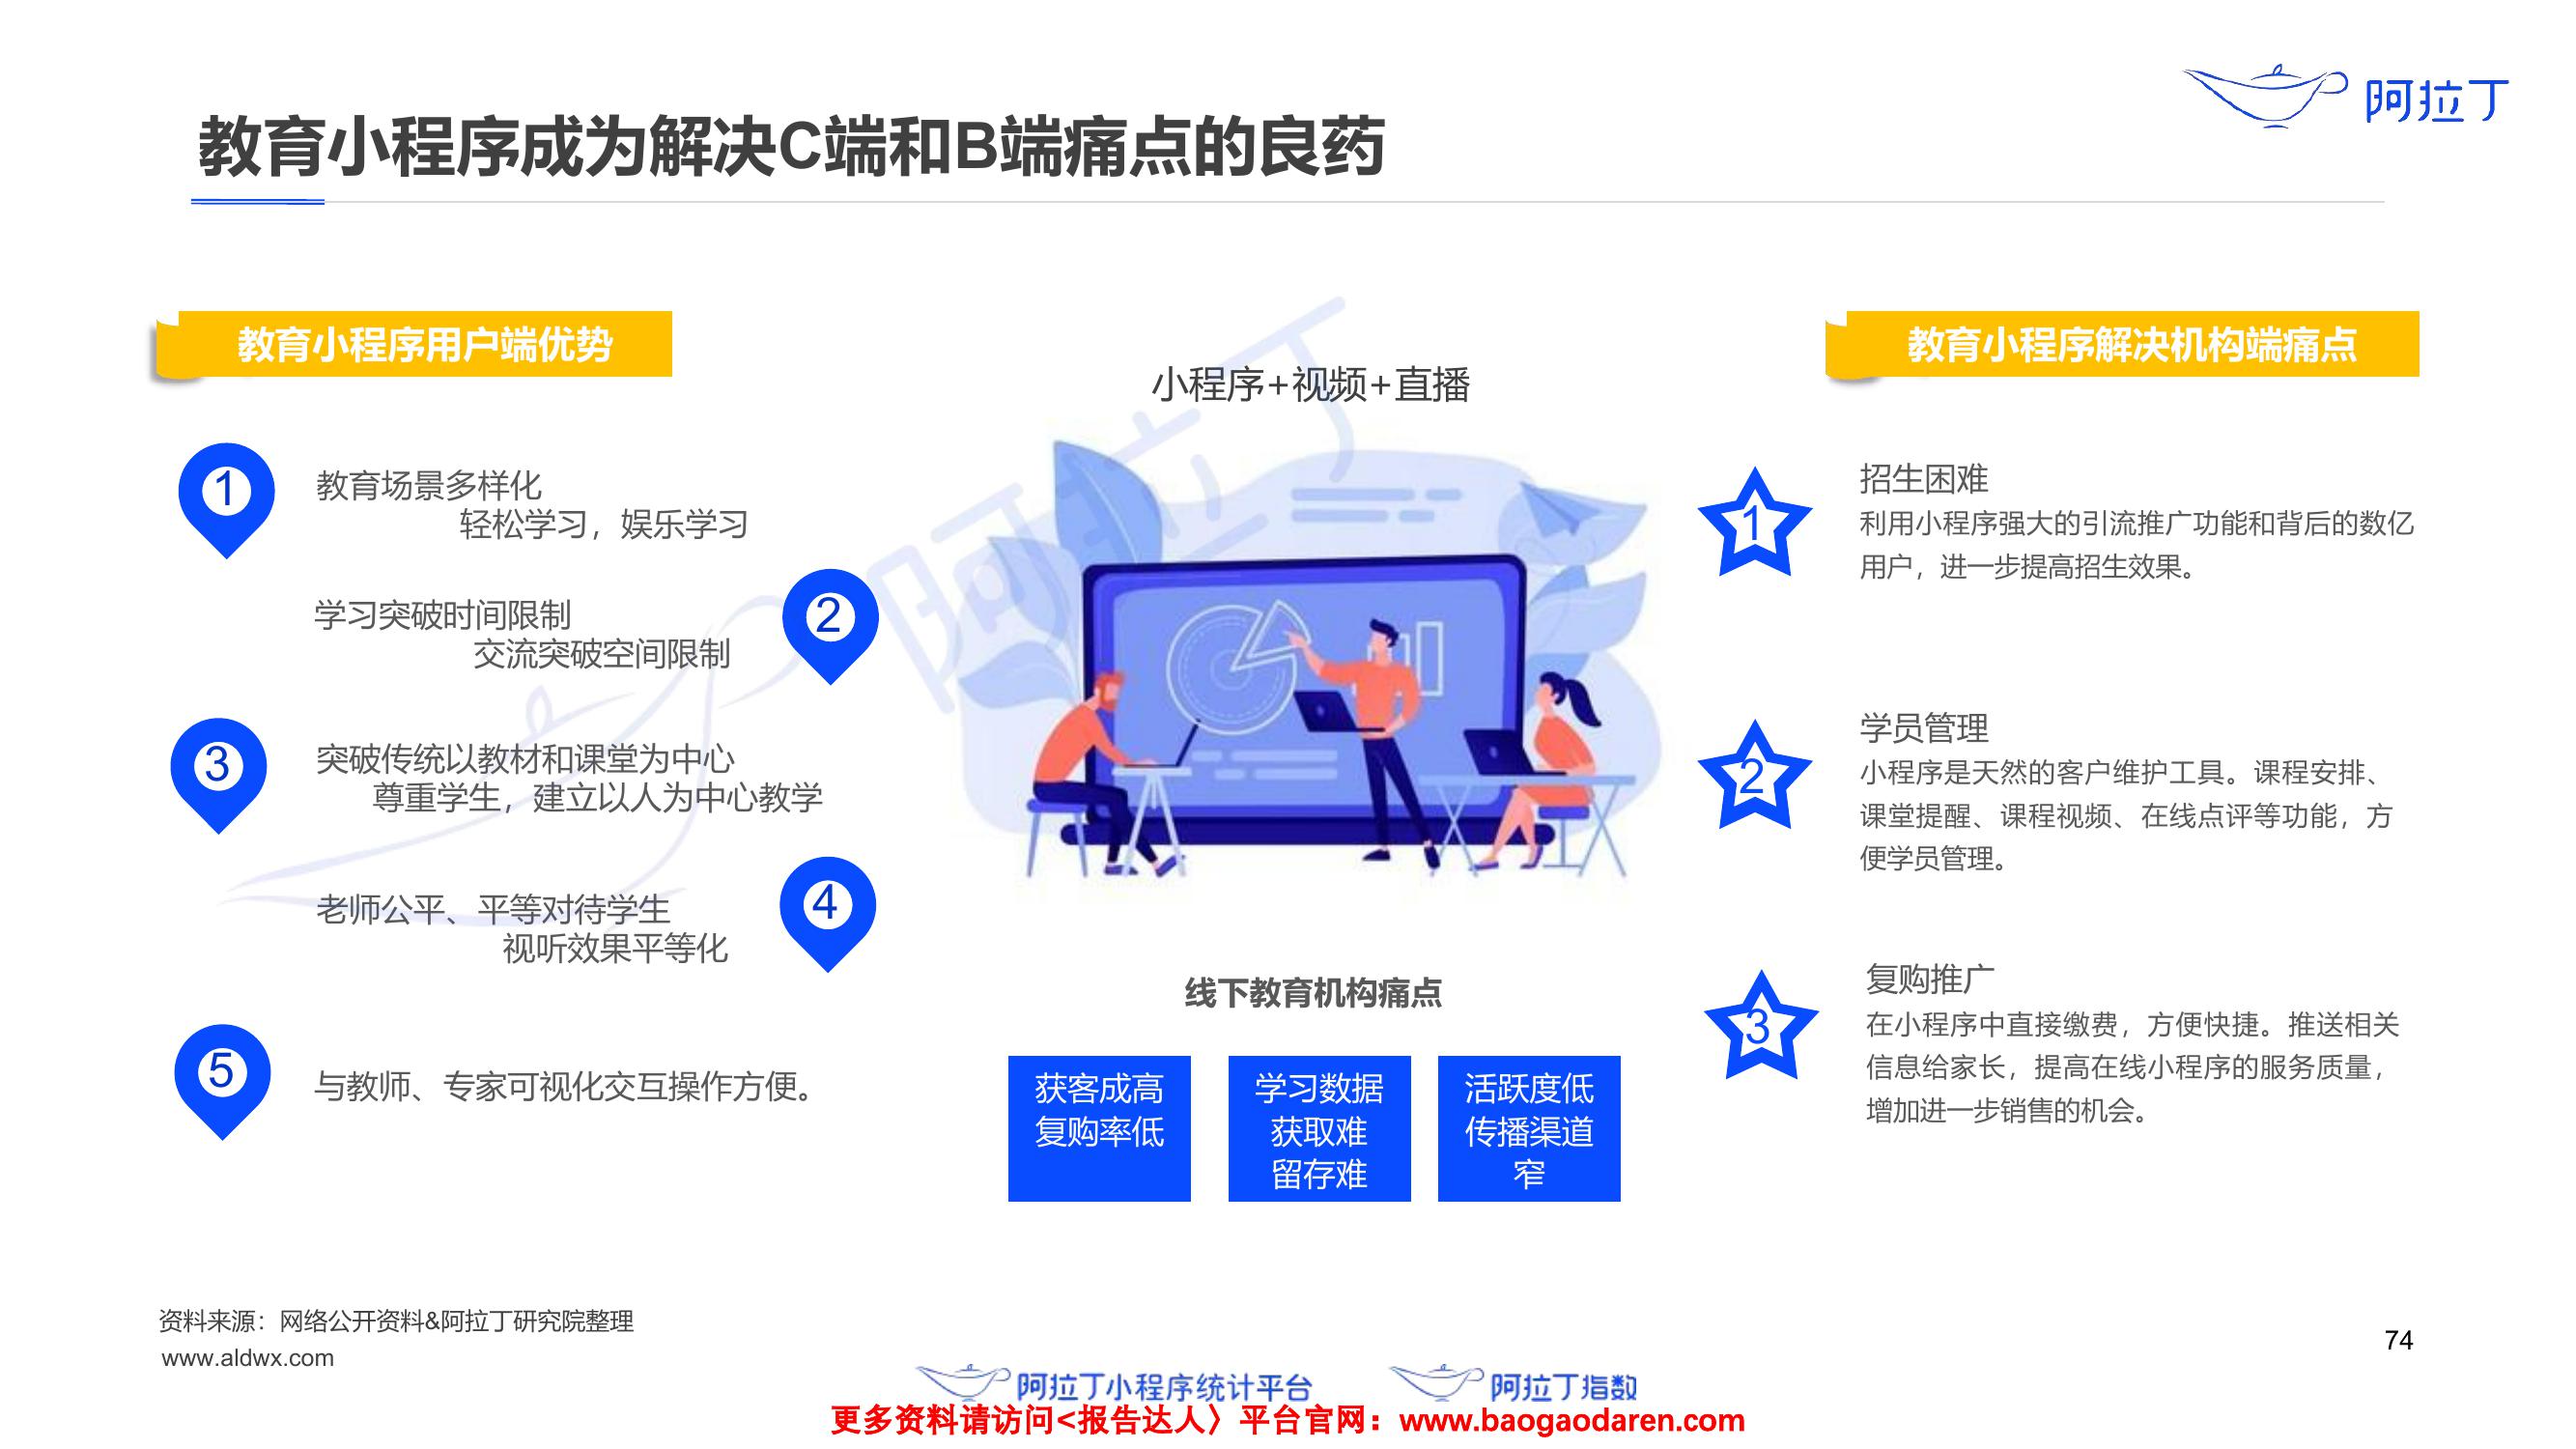 阿拉丁
教育小程序成为解决C端和B端痛点的良药
教育小程序用户端优势
1
教育场景多样化
轻松学习，娱乐学习
学习突破时间限制
交流突破空间限制
2
3
突破传统以教材和课堂为中心
尊重学生，建立以人为中心教学
老师公平、平等对待学生
视听效果平等化
4
5
与教师、专家可视化交互操作方便。
小程序+视频+直播
阿拉丁
线下教育机构痛点
获客成高
复购率低
学习数据
获取难
留存难
活跃度低
传播渠道
窄
教育小程序解决机构端痛点
1
招生困难
利用小程序强大的引流推广功能和背后的数亿
用户，进一步提高招生效果。
2
学员管理
小程序是天然的客户维护工具。课程安排、
课堂提醒、课程视频、在线点评等功能，方
便学员管理。
3
复购推广
在小程序中直接缴费，方便快捷。推送相关
信息给家长，提高在线小程序的服务质量，
增加进一步销售的机会。
资料来源：网络公开资料&阿拉丁研究院整理
www.aldwx.com
74
阿拉丁小程序统计平台
阿拉丁指数
更多资料请访问<报告达人〉平台官网：www.baogaodaren.com